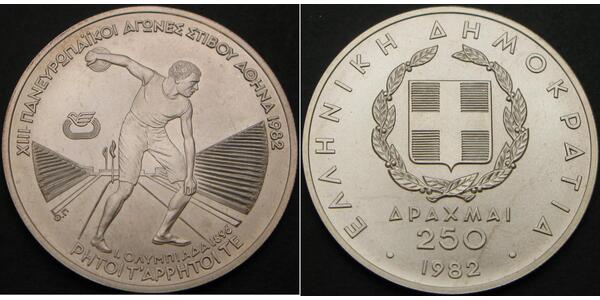 XIII·ΠΑΝΕΥΡΩΠΑΪΚΟΙ ΑΓΩΝΕΣ ΣΤΙΒΟΥ ΑΘΗΝΑ 1982
I. ΟΛΥΜΠΙΑΔΑ 1896
ΡΗΤΟΙ Τ'ΑΡΡΗΤΟΙ ΤΕ
ΕΛΛΗΝΙΚΗ ΔΗΜΟΚΡΑΤΙΑ
ΔΡΑΧΜΑΙ
250
· 1982 ·